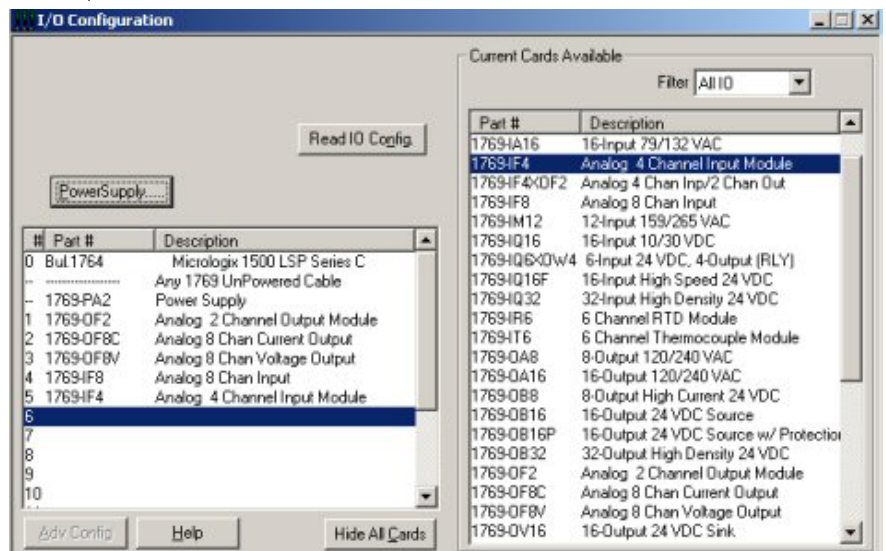 I/O Configuration
Current Cards Available
Filter All IO
Read IO Config.
PowerSupply.....
# Part # Description
0 Bul.1764 Micrologix 1500 LSP Series C
-- ---------------- Any 1769 UnPowered Cable
-- 1769-PA2 Power Supply
1 1769-OF2 Analog 2 Channel Output Module
2 1769-OF8C Analog 8 Chan Current Output
3 1769-OF8V Analog 8 Chan Voltage Output
4 1769-IF8 Analog 8 Chan Input
5 1769-IF4 Analog 4 Channel Input Module
6
7
8
9
10
Adv Config Help Hide All Cards
Part # Description
1769-IA16 16-Input 79/132 VAC
1769-IF4 Analog 4 Channel Input Module
1769-IF4XOF2 Analog 4 Chan Inp/2 Chan Out
1769-IF8 Analog 8 Chan Input
1769-IM12 12-Input 159/265 VAC
1769-IQ16 16-Input 10/30 VDC
1769-IQ6XOW4 6-Input 24 VDC, 4-Output (RLY)
1769-IQ16F 16-Input High Speed 24 VDC
1769-IQ32 32-Input High Density 24 VDC
1769-IR6 6 Channel RTD Module
1769-IT6 6 Channel Thermocouple Module
1769-OA8 8-Output 120/240 VAC
1769-OA16 16-Output 120/240 VAC
1769-OB8 8-Output High Current 24 VDC
1769-OB16 16-Output 24 VDC Source
1769-OB16P 16-Output 24 VDC Source w/ Protection
1769-OB32 32-Output High Density 24 VDC
1769-OF2 Analog 2 Channel Output Module
1769-OF8C Analog 8 Chan Current Output
1769-OF8V Analog 8 Chan Voltage Output
1769-OV16 16-Output 24 VDC Sink